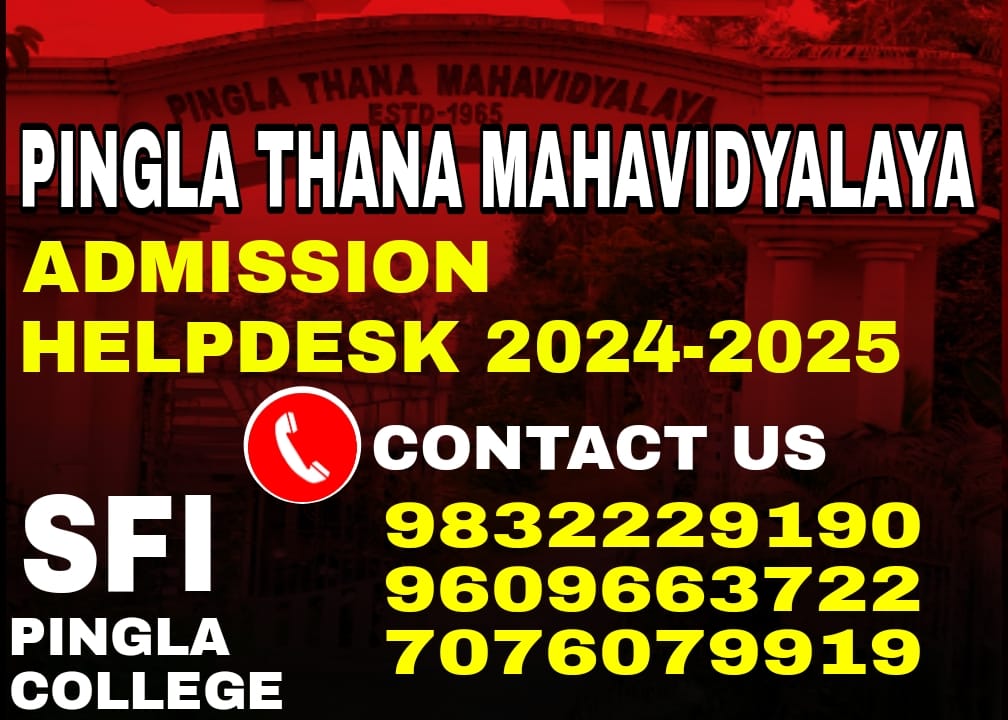 PINGLA THANA MAHAVIDYALAYA
ESTD-1965
PINGLA THANA MAHAVIDYALAYA
ADMISSION
HELPDESK 2024-2025
CONTACT US
SFI
PINGLA
COLLEGE
9832229190
9609663722
7076079919